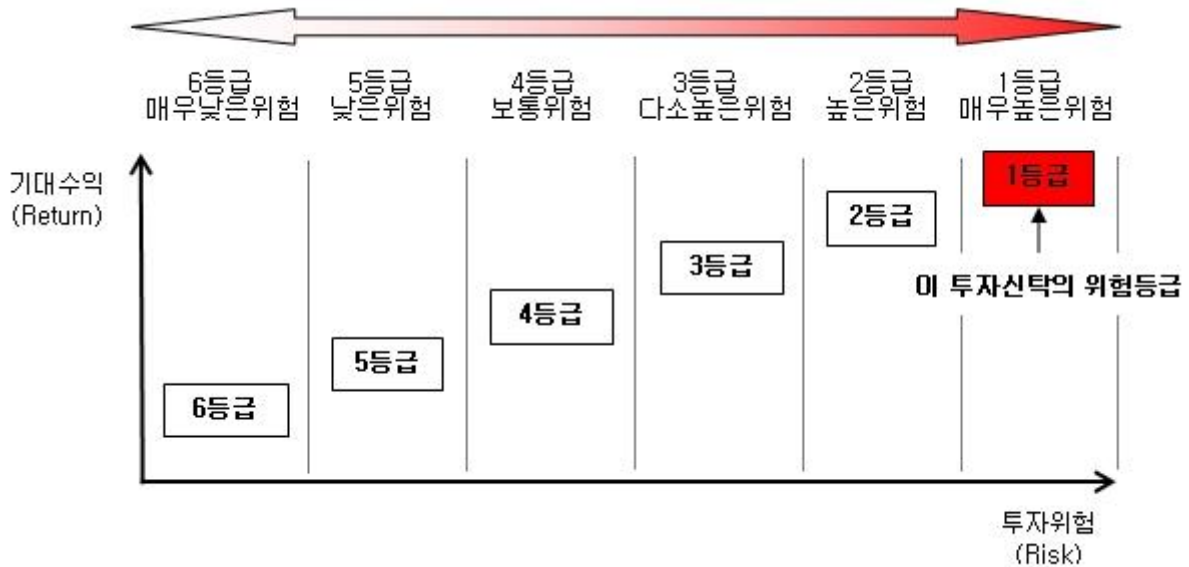 6등급
매우낮은위험
5등급
낮은위험
4등급
보통위험
3등급
다소높은위험
2등급
높은위험
1등급
매우높은위험
기대수익
(Return)
1등급
2등급
이 투자신탁의 위험등급
3등급
4등급
5등급
6등급
투자위험
(Risk)